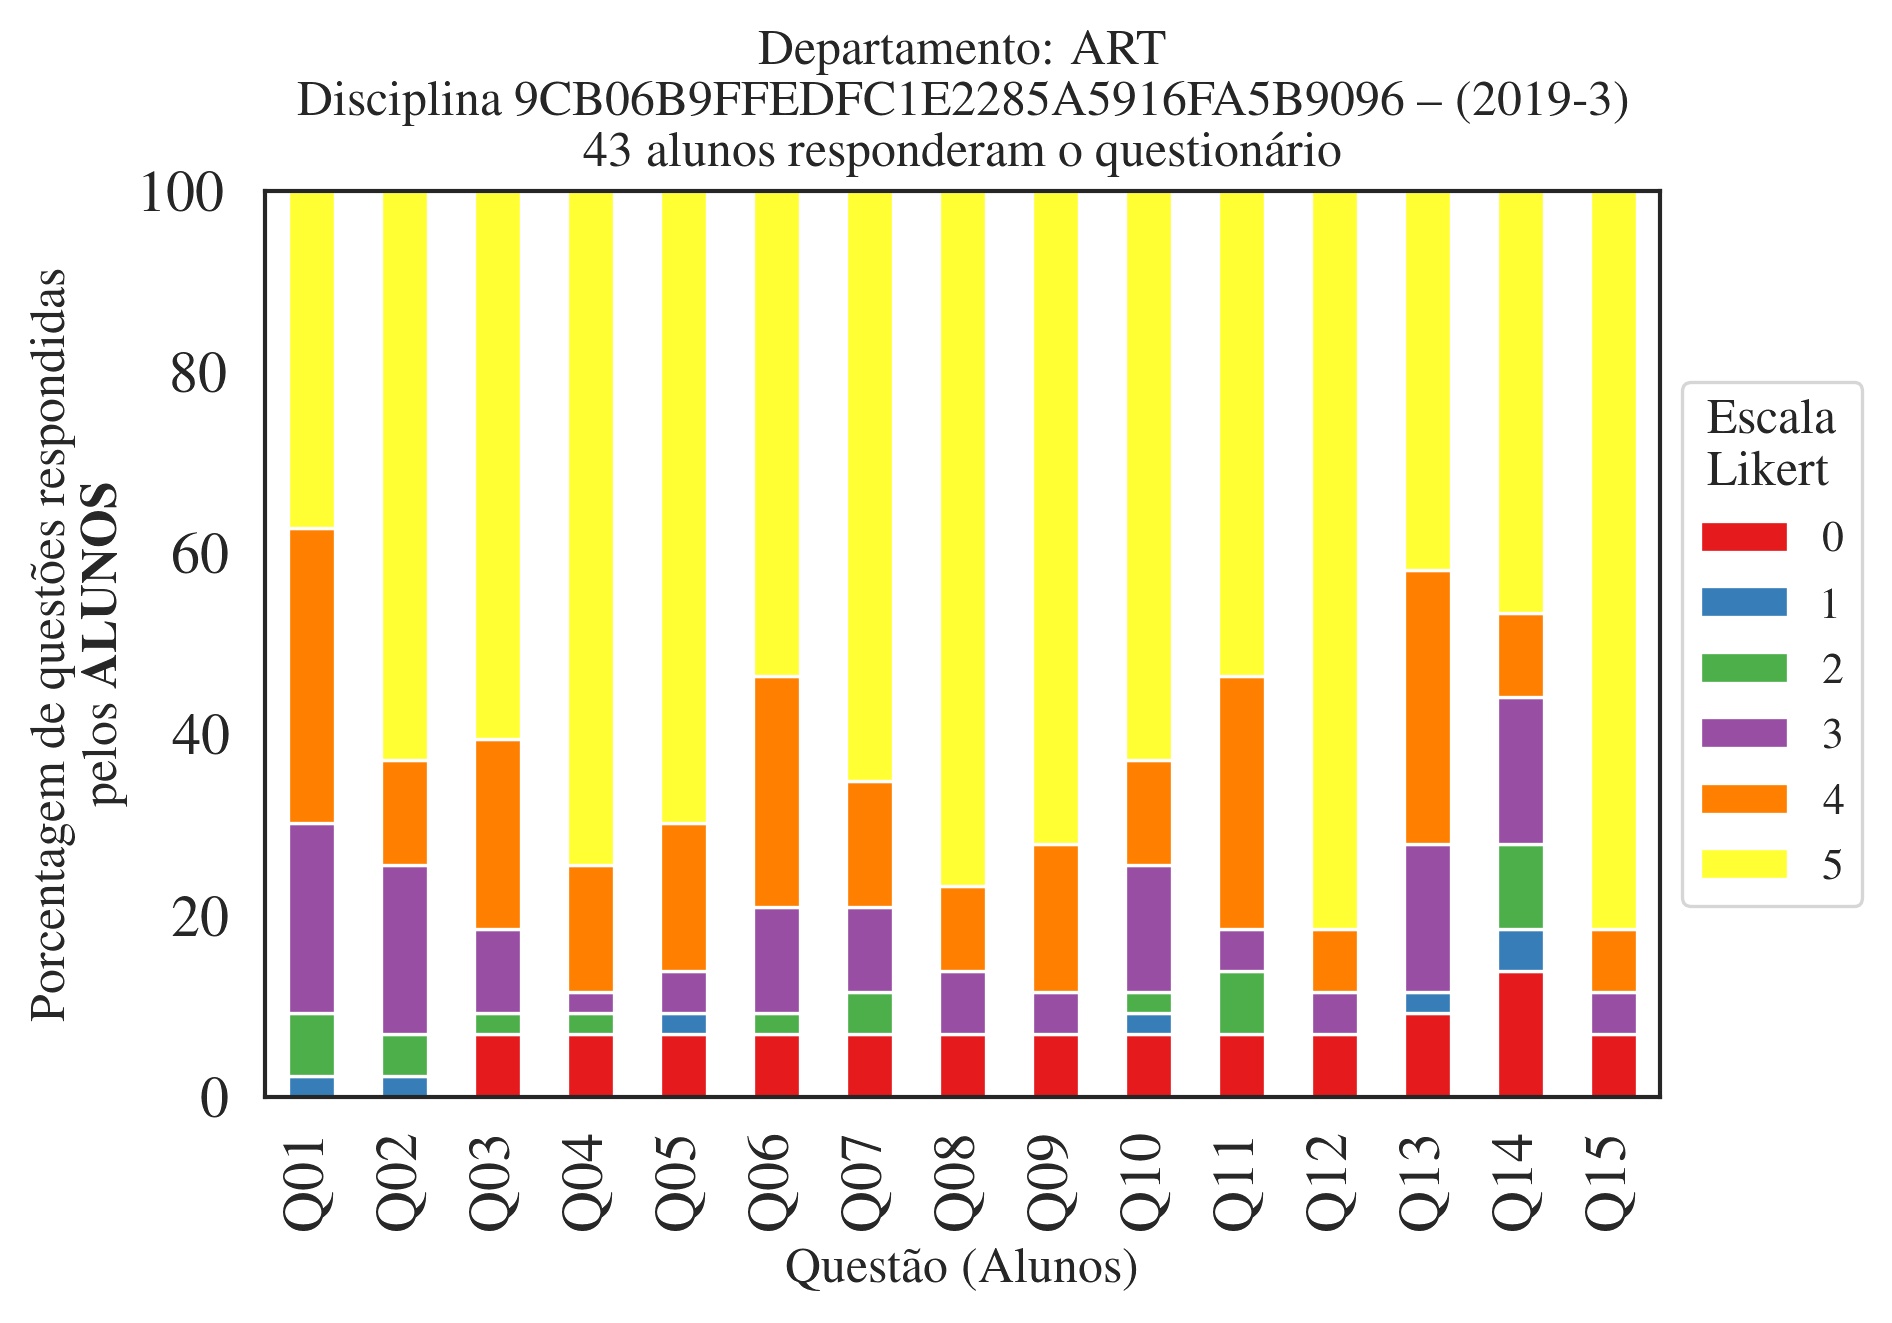 Departamento: ART
Disciplina 9CB06B9FFEDFC1E2285A5916FA5B9096 – (2019-3)
43 alunos responderam o questionário
Porcentagem de questões respondidas
pelos ALUNOS
100
80
60
40
20
0
Q01
Q02
Q03
Q04
Q05
Q06
Q07
Q08
Q09
Q10
Q11
Q12
Q13
Q14
Q15
Questão (Alunos)
Escala
Likert
0
1
2
3
4
5